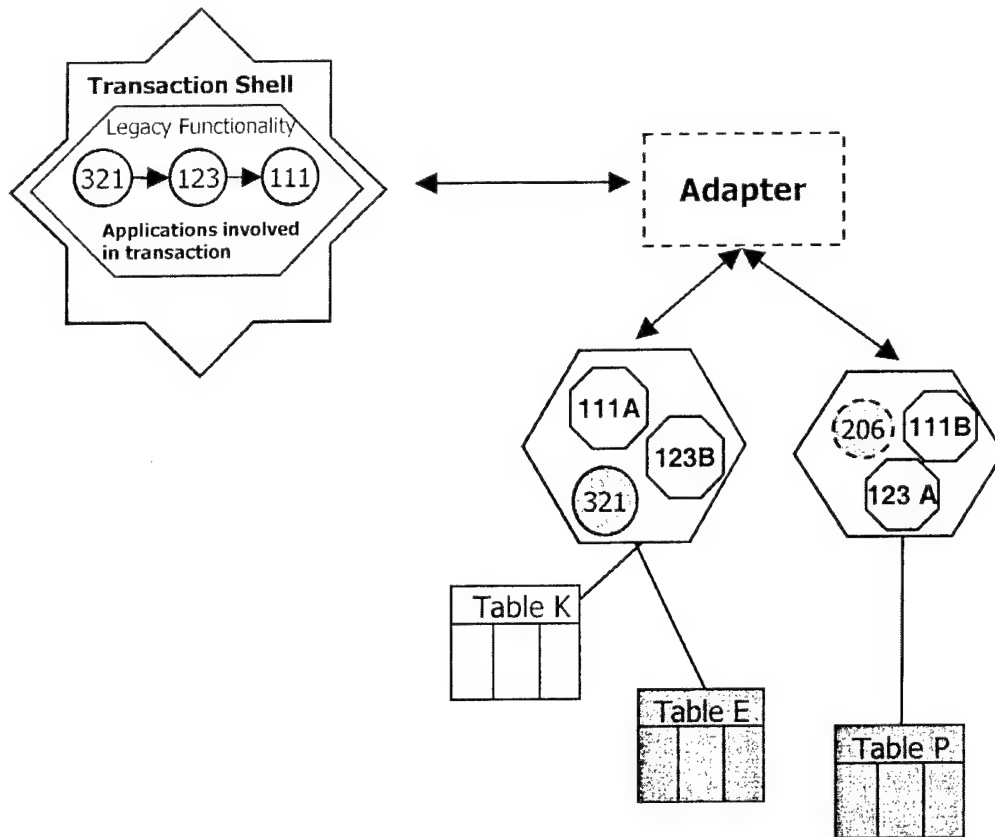 Transaction Shell
Legacy Functionality
321
123
111
Applications involved
in transaction
Adapter
111A
123B
321
206
111B
123 A
Table K
Table E
Table P